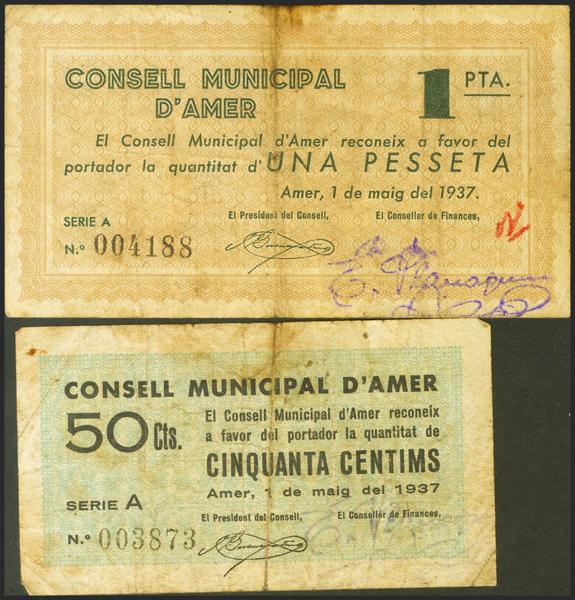 CONSELL MUNICIPAL
D'AMER
1 PTA.
El Consell Municipal d'Amer reconeix a favor del
portador la quantitat d'UNA PESSETA
Amer, 1 de maig del 1937.
SERIE A
El President del Consell,
El Conseller de Finances,
N.º 004188
CONSELL MUNICIPAL D'AMER
50 Cts.
El Consell Municipal d'Amer reconeix
a favor del portador la quantitat de
CINQUANTA CENTIMS
Amer, 1 de maig del 1937
SERIE A
El President del Consell,
El Conseller de Finances,
N.º 003873